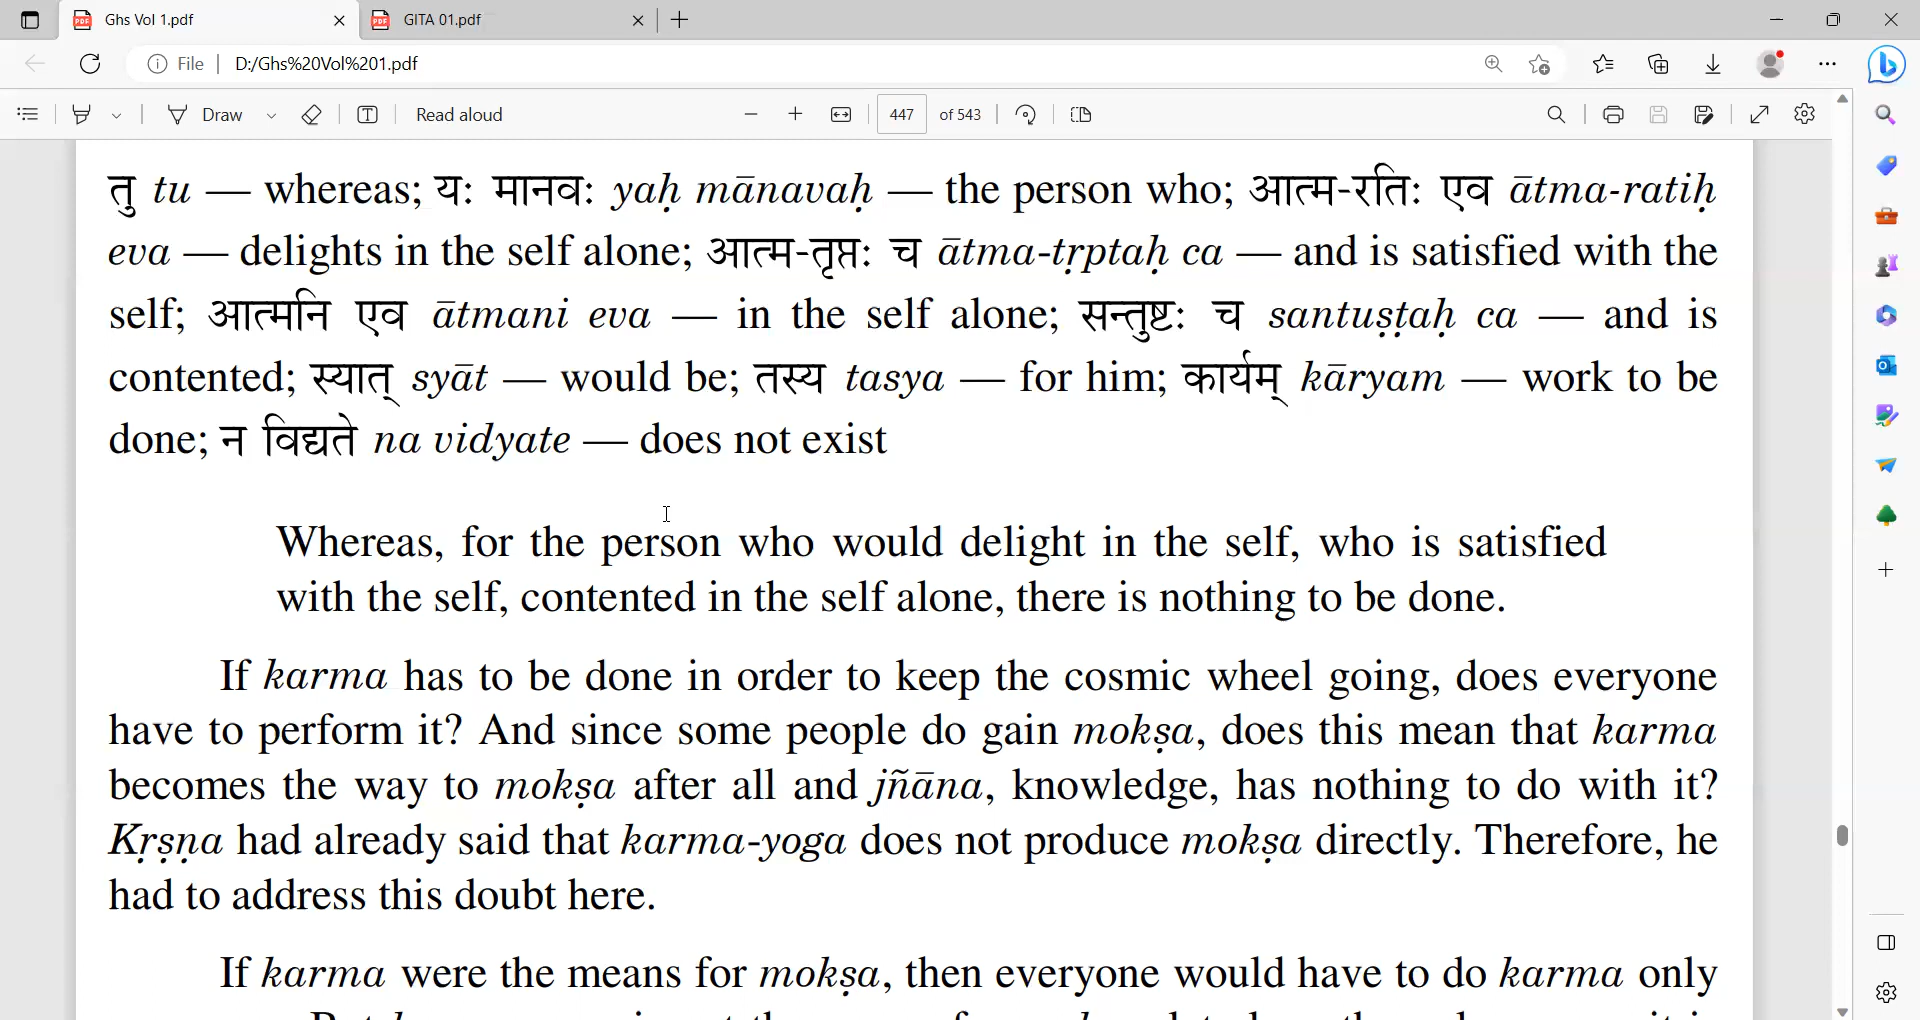 Ghs Vol 1.pdf
GITA 01.pdf
File
D:/Ghs%20Vol%201.pdf
Draw
Read aloud
447 of 543
तु tu — whereas; यः मानवः yaḥ mānavaḥ — the person who; आत्म-रतिः एव ātma-ratiḥ
eva — delights in the self alone; आत्म-तृप्तः च ātma-tṛptaḥ ca — and is satisfied with the
self; आत्मनि एव ātmani eva — in the self alone; सन्तुष्टः च santuṣṭaḥ ca — and is
contented; स्यात् syāt — would be; तस्य tasya — for him; कार्यम् kāryam — work to be
done; न विद्यते na vidyate — does not exist
Whereas, for the person who would delight in the self, who is satisfied
with the self, contented in the self alone, there is nothing to be done.
If karma has to be done in order to keep the cosmic wheel going, does everyone
have to perform it? And since some people do gain mokṣa, does this mean that karma
becomes the way to mokṣa after all and jñāna, knowledge, has nothing to do with it?
Kṛṣṇa had already said that karma-yoga does not produce mokṣa directly. Therefore, he
had to address this doubt here.
If karma were the means for mokṣa, then everyone would have to do karma only